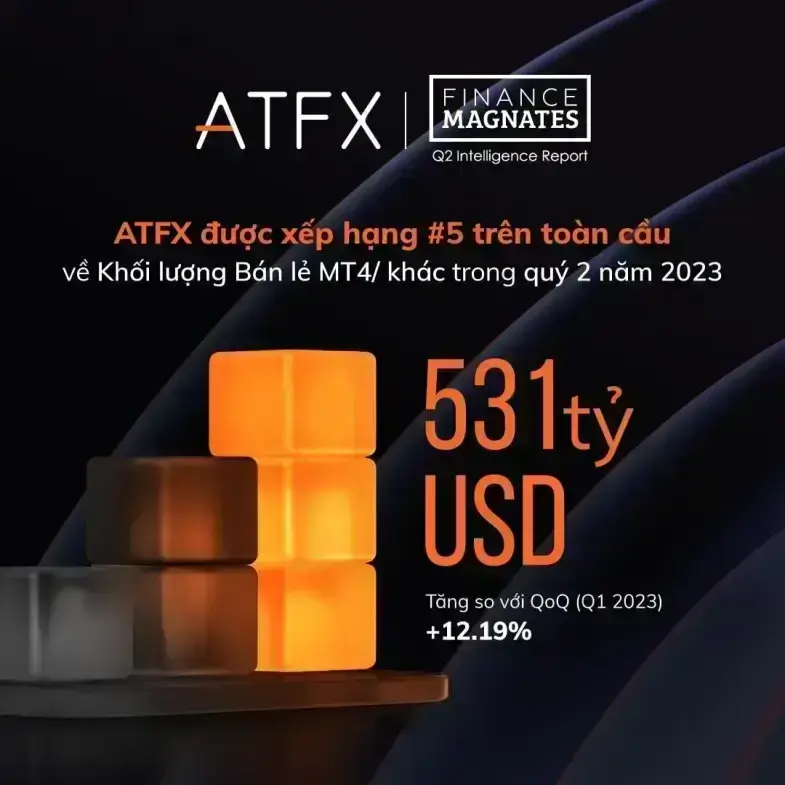 ATFX
FINANCE
MAGNATES
Q2 Intelligence Report
ATFX được xếp hạng #5 trên toàn cầu
về Khối lượng Bán lẻ MT4/ khác trong quý 2 năm 2023
531tỷ
USD
Tăng so với QoQ (Q1 2023)
+12.19%